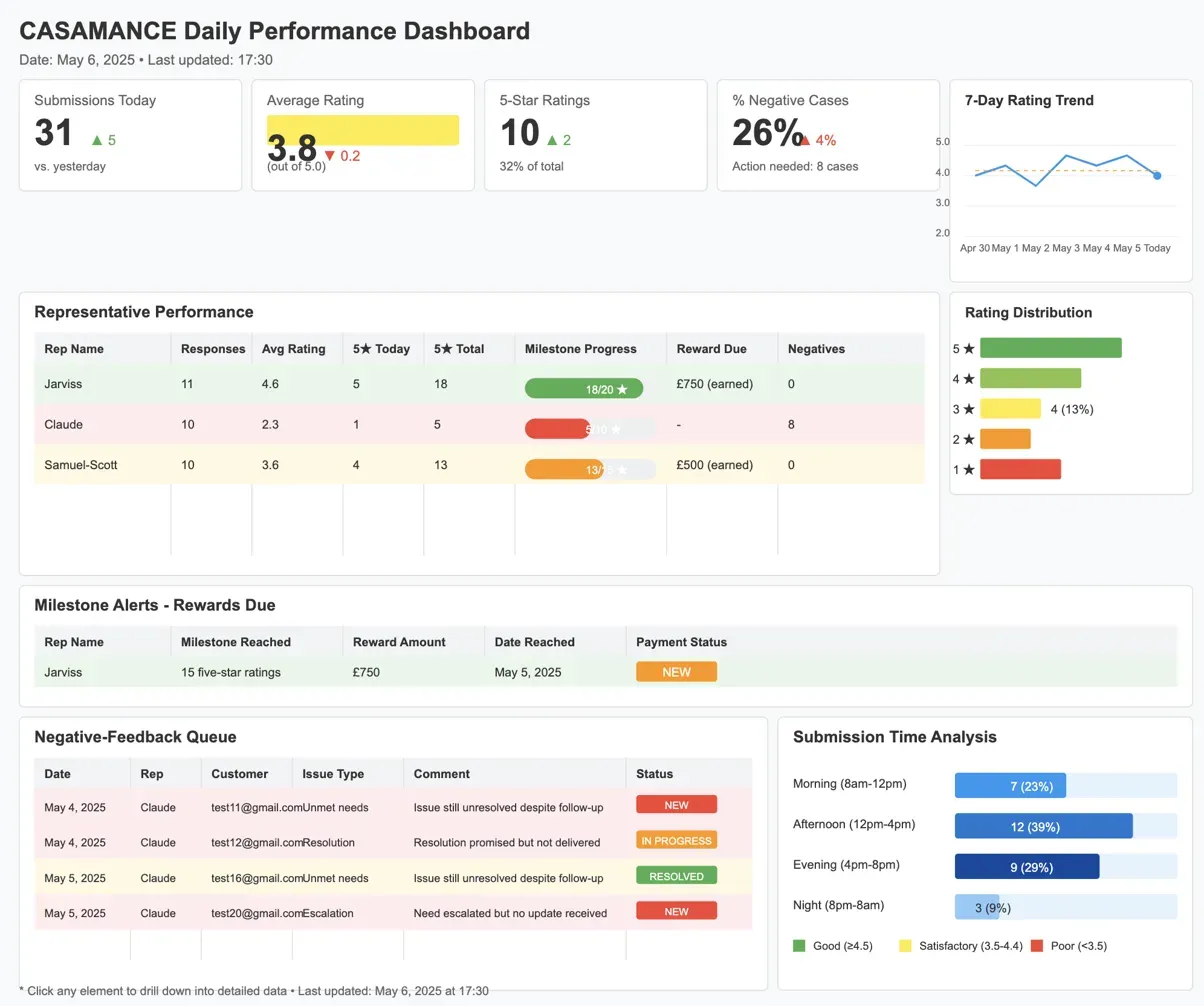 CASAMANCE Daily Performance Dashboard
Date: May 6, 2025 • Last updated: 17:30
Submissions Today
31 ▲ 5
vs. yesterday
Average Rating
3.8 ▼ 0.2
(out of 5.0)
5-Star Ratings
10 ▲ 2
32% of total
% Negative Cases
26% ▲ 4%
Action needed: 8 cases
7-Day Rating Trend
5.0
4.0
3.0
2.0
Apr 30 May 1 May 2 May 3 May 4 May 5 Today
Representative Performance
Rep Name Responses Avg Rating 5★ Today 5★ Total Milestone Progress Reward Due Negatives
Jarviss 11 4.6 5 18 18/20 ★ £750 (earned) 0
Claude 10 2.3 1 5 5/10 ★ - 8
Samuel-Scott 10 3.6 4 13 13/15 ★ £500 (earned) 0
Rating Distribution
5 ★
4 ★
3 ★ 4 (13%)
2 ★
1 ★
Milestone Alerts - Rewards Due
Rep Name Milestone Reached Reward Amount Date Reached Payment Status
Jarviss 15 five-star ratings £750 May 5, 2025 NEW
Negative-Feedback Queue
Date Rep Customer Issue Type Comment Status
May 4, 2025 Claude test11@gmail.com Unmet needs Issue still unresolved despite follow-up NEW
May 4, 2025 Claude test12@gmail.com Resolution Resolution promised but not delivered IN PROGRESS
May 5, 2025 Claude test16@gmail.com Unmet needs Issue still unresolved despite follow-up RESOLVED
May 5, 2025 Claude test20@gmail.com Escalation Need escalated but no update received NEW
Submission Time Analysis
Morning (8am-12pm) 7 (23%)
Afternoon (12pm-4pm) 12 (39%)
Evening (4pm-8pm) 9 (29%)
Night (8pm-8am) 3 (9%)
Good (≥4.5) Satisfactory (3.5-4.4) Poor (<3.5)
* Click any element to drill down into detailed data • Last updated: May 6, 2025 at 17:30